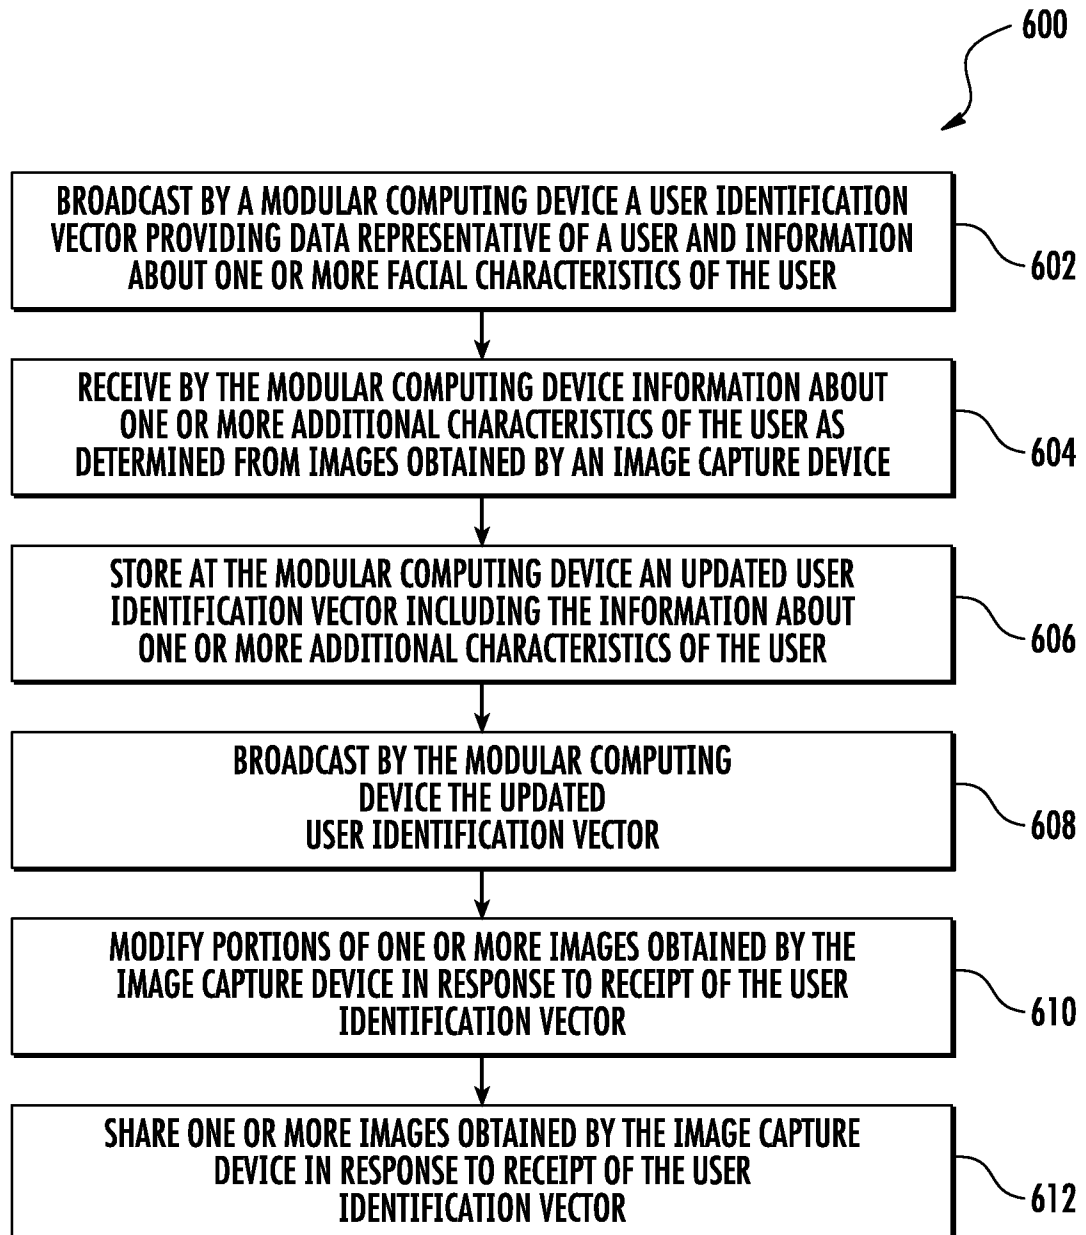 600
BROADCAST BY A MODULAR COMPUTING DEVICE A USER IDENTIFICATION
VECTOR PROVIDING DATA REPRESENTATIVE OF A USER AND INFORMATION
ABOUT ONE OR MORE FACIAL CHARACTERISTICS OF THE USER
602
RECEIVE BY THE MODULAR COMPUTING DEVICE INFORMATION ABOUT
ONE OR MORE ADDITIONAL CHARACTERISTICS OF THE USER AS
DETERMINED FROM IMAGES OBTAINED BY AN IMAGE CAPTURE DEVICE
604
STORE AT THE MODULAR COMPUTING DEVICE AN UPDATED USER
IDENTIFICATION VECTOR INCLUDING THE INFORMATION ABOUT
ONE OR MORE ADDITIONAL CHARACTERISTICS OF THE USER
606
BROADCAST BY THE MODULAR COMPUTING
DEVICE THE UPDATED
USER IDENTIFICATION VECTOR
608
MODIFY PORTIONS OF ONE OR MORE IMAGES OBTAINED BY THE
IMAGE CAPTURE DEVICE IN RESPONSE TO RECEIPT OF THE USER
IDENTIFICATION VECTOR
610
SHARE ONE OR MORE IMAGES OBTAINED BY THE IMAGE CAPTURE
DEVICE IN RESPONSE TO RECEIPT OF THE USER
IDENTIFICATION VECTOR
612